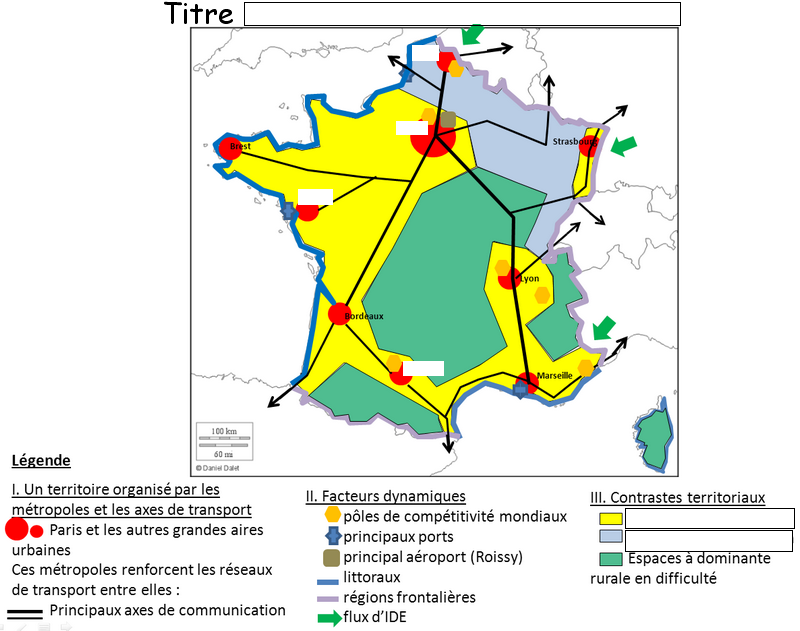 Titre
Brest
Strasbourg
Lyon
Bordeaux
Marseille
100 km
60 mi
© Daniel Dalet
Légende
I. Un territoire organisé par les
métropoles et les axes de transport
Paris et les autres grandes aires
urbaines
Ces métropoles renforcent les réseaux
de transport entre elles :
Principaux axes de communication
II. Facteurs dynamiques
pôles de compétitivité mondiaux
principaux ports
principal aéroport (Roissy)
littoraux
régions frontalières
flux d'IDE
III. Contrastes territoriaux
Espaces à dominante
rurale en difficulté